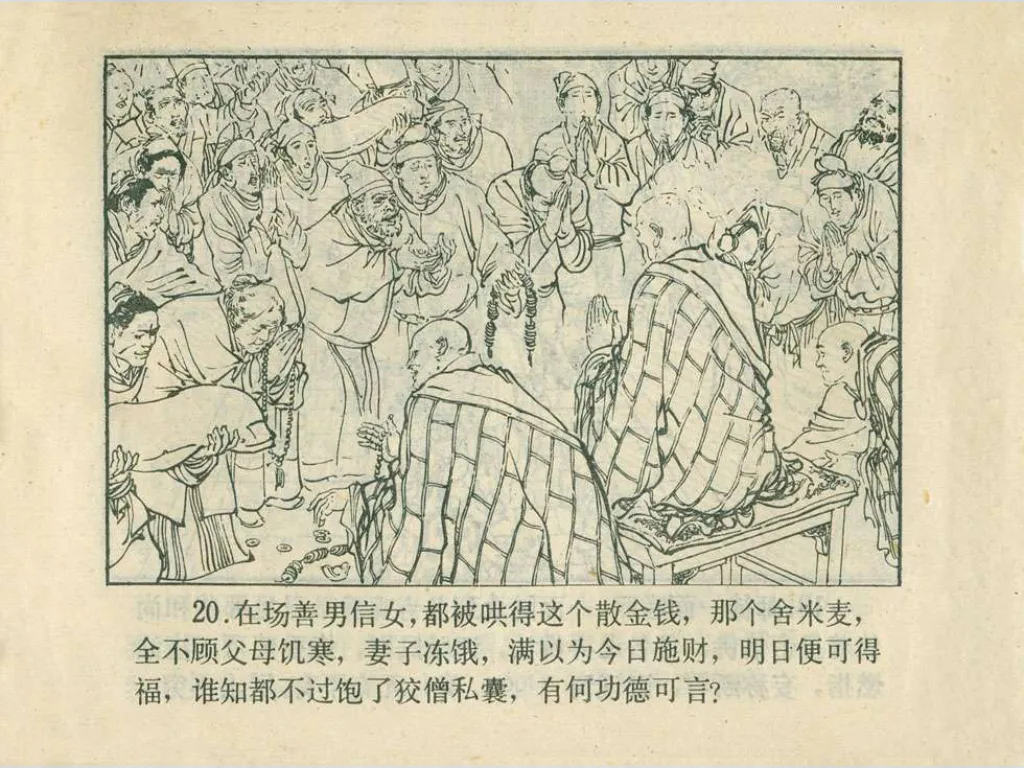 20.在场善男信女，都被哄得这个散金钱，那个舍米麦，
全不顾父母饥寒，妻子冻饿，满以为今日施财，明日便可得
福，谁知都不过饱了狡僧私囊，有何功德可言？